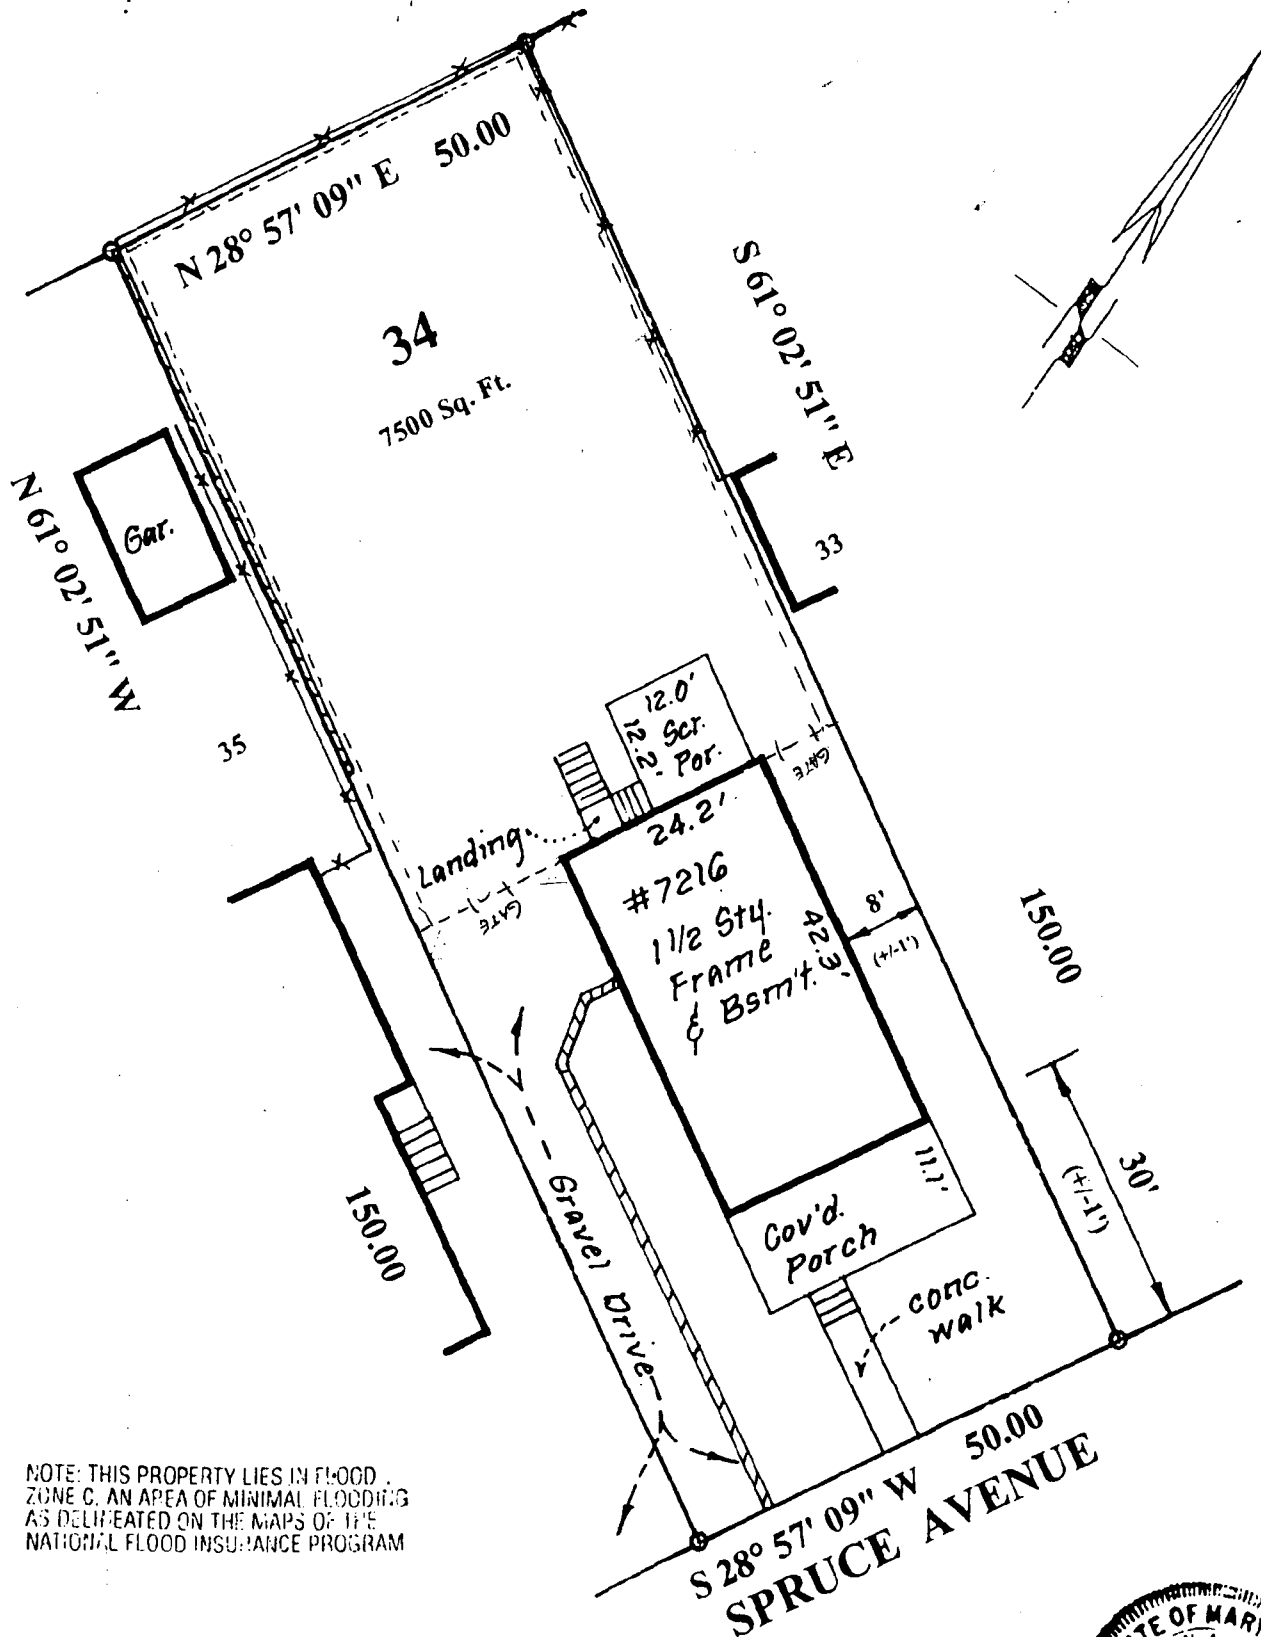 N 28° 57' 09" E 50.00
34
7500 Sq. Ft.
S 61° 02' 51" E
N 61° 02' 51" W
Gar.
33
35
12.0'
12.2'
Scr.
Por.
GATE
Landing
GATE
24.2'
#7216
1 1/2 Sty.
Frame
& Bsm't.
42.3'
8'
(+/-1')
150.00
150.00
Gravel Drive
11.1'
Cov'd.
Porch
conc.
walk
30'
(+/-1')
S 28° 57' 09" W 50.00
SPRUCE AVENUE
NOTE: THIS PROPERTY LIES IN FLOOD
ZONE C, AN AREA OF MINIMAL FLOODING
AS DELINEATED ON THE MAPS OF THE
NATIONAL FLOOD INSURANCE PROGRAM
TE OF MAR